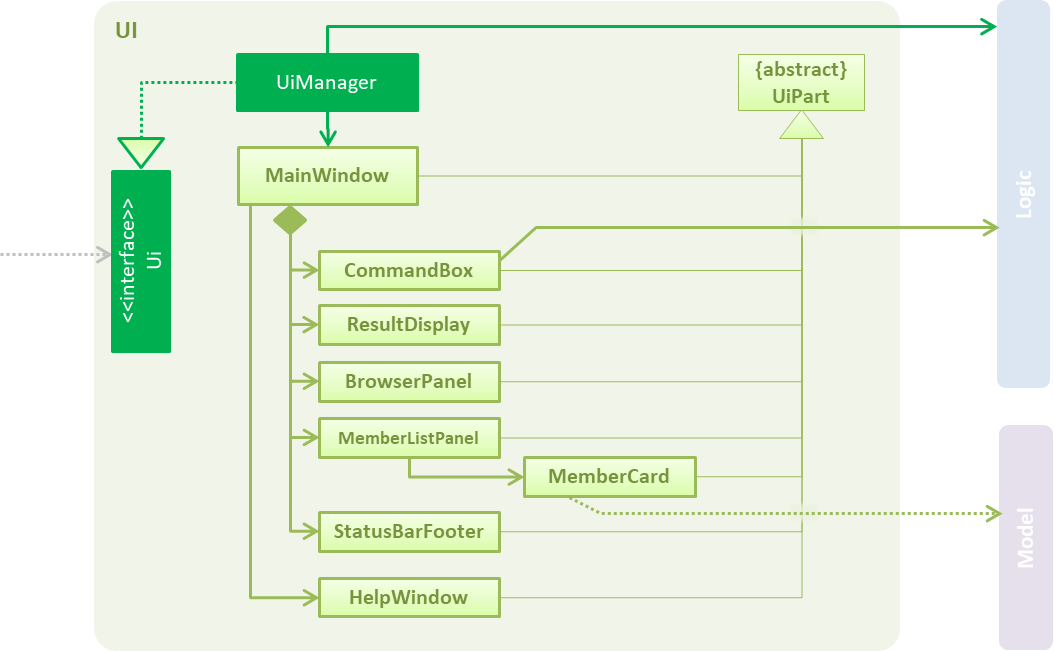 UI
UiManager
{abstract}
UiPart
MainWindow
Logic
<<interface>>
Ui
CommandBox
ResultDisplay
BrowserPanel
MemberListPanel
MemberCard
Model
StatusBarFooter
HelpWindow